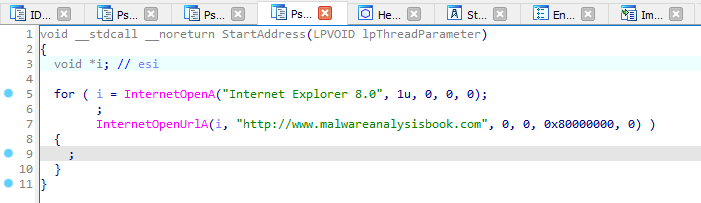 ID... Ps... Ps... Ps... He... St... En... Im...
1 void __stdcall __noreturn StartAddress(LPVOID lpThreadParameter)
2 {
3 void *i; // esi
4
5 for ( i = InternetOpenA("Internet Explorer 8.0", 1u, 0, 0, 0);
6 ;
7 InternetOpenUrlA(i, "http://www.malwareanalysisbook.com", 0, 0, 0x80000000, 0) )
8 {
9 ;
10 }
11 }